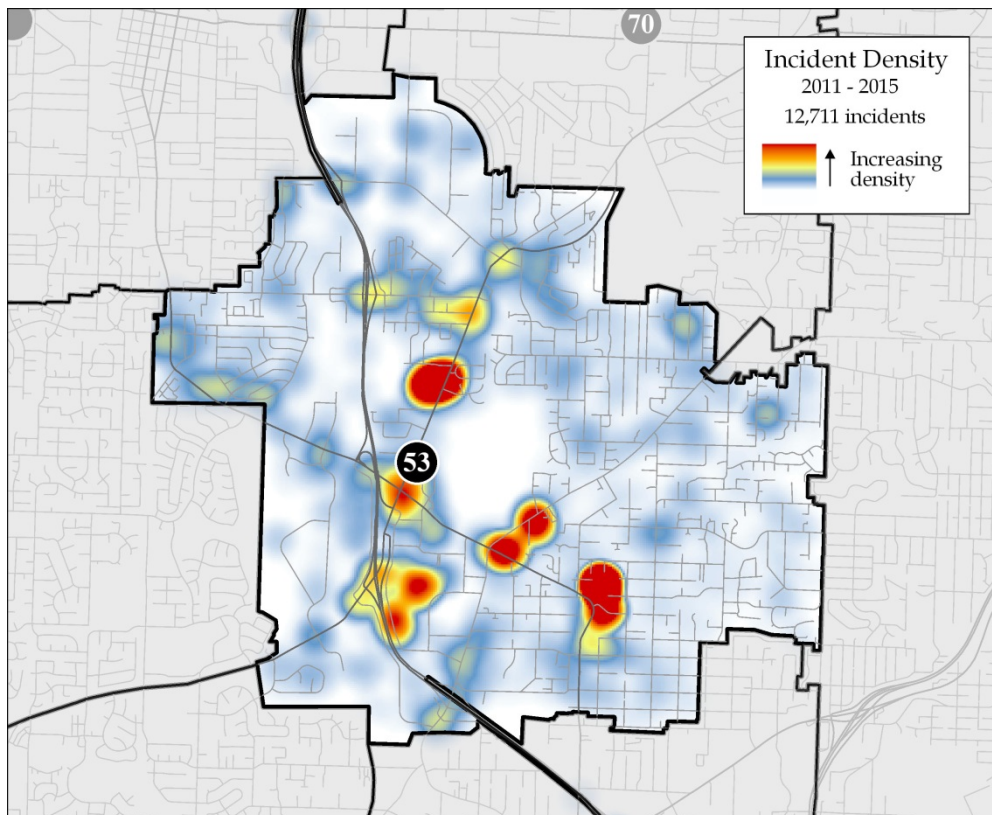 70
Incident Density
2011 - 2015
12,711 incidents
Increasing
density
53